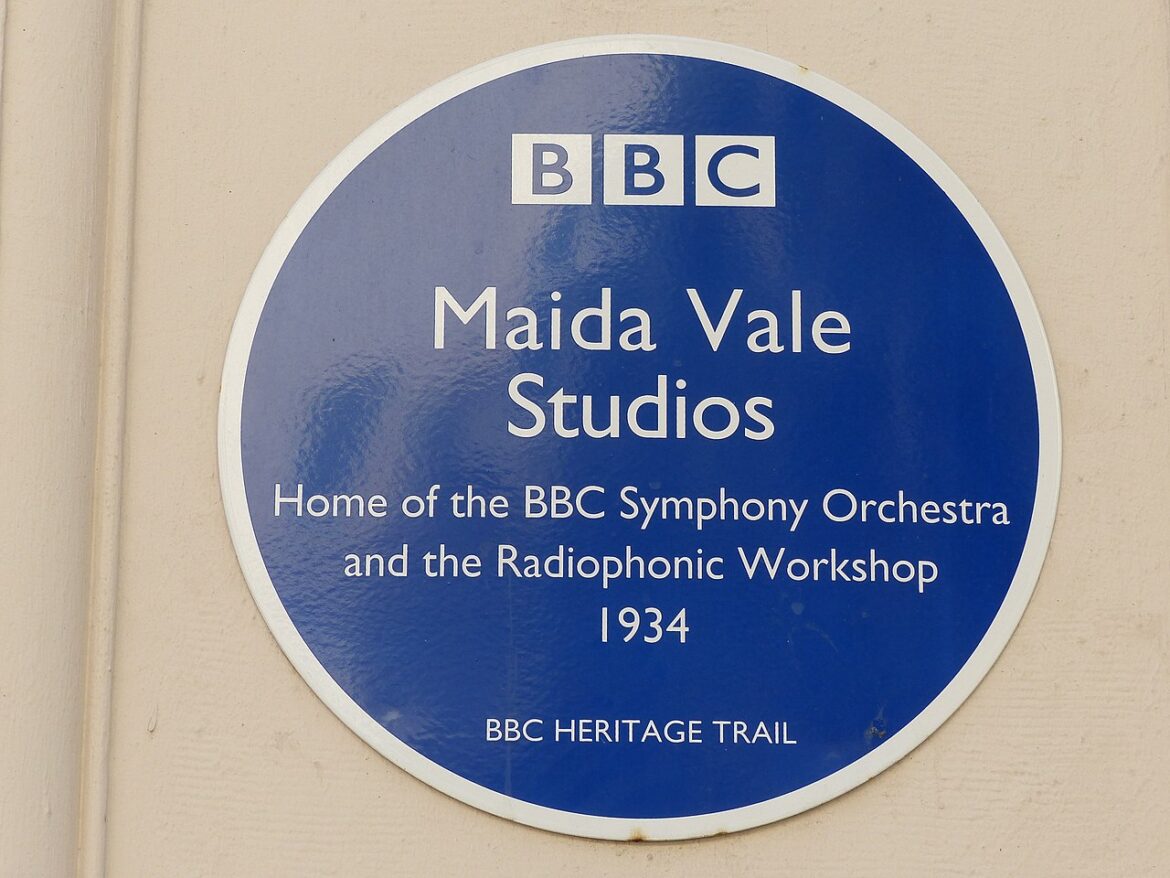 BBC
Maida Vale
Studios
Home of the BBC Symphony Orchestra
and the Radiophonic Workshop
1934
BBC HERITAGE TRAIL